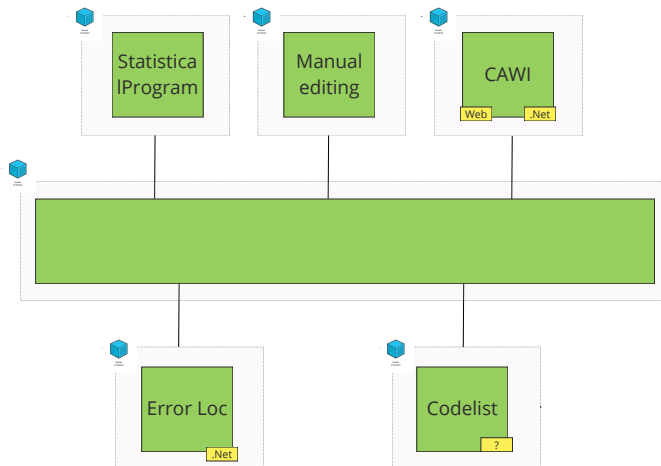 Statistica
lProgram
Manual
editing
CAWI
Web
.Net
Error Loc
.Net
Codelist
?